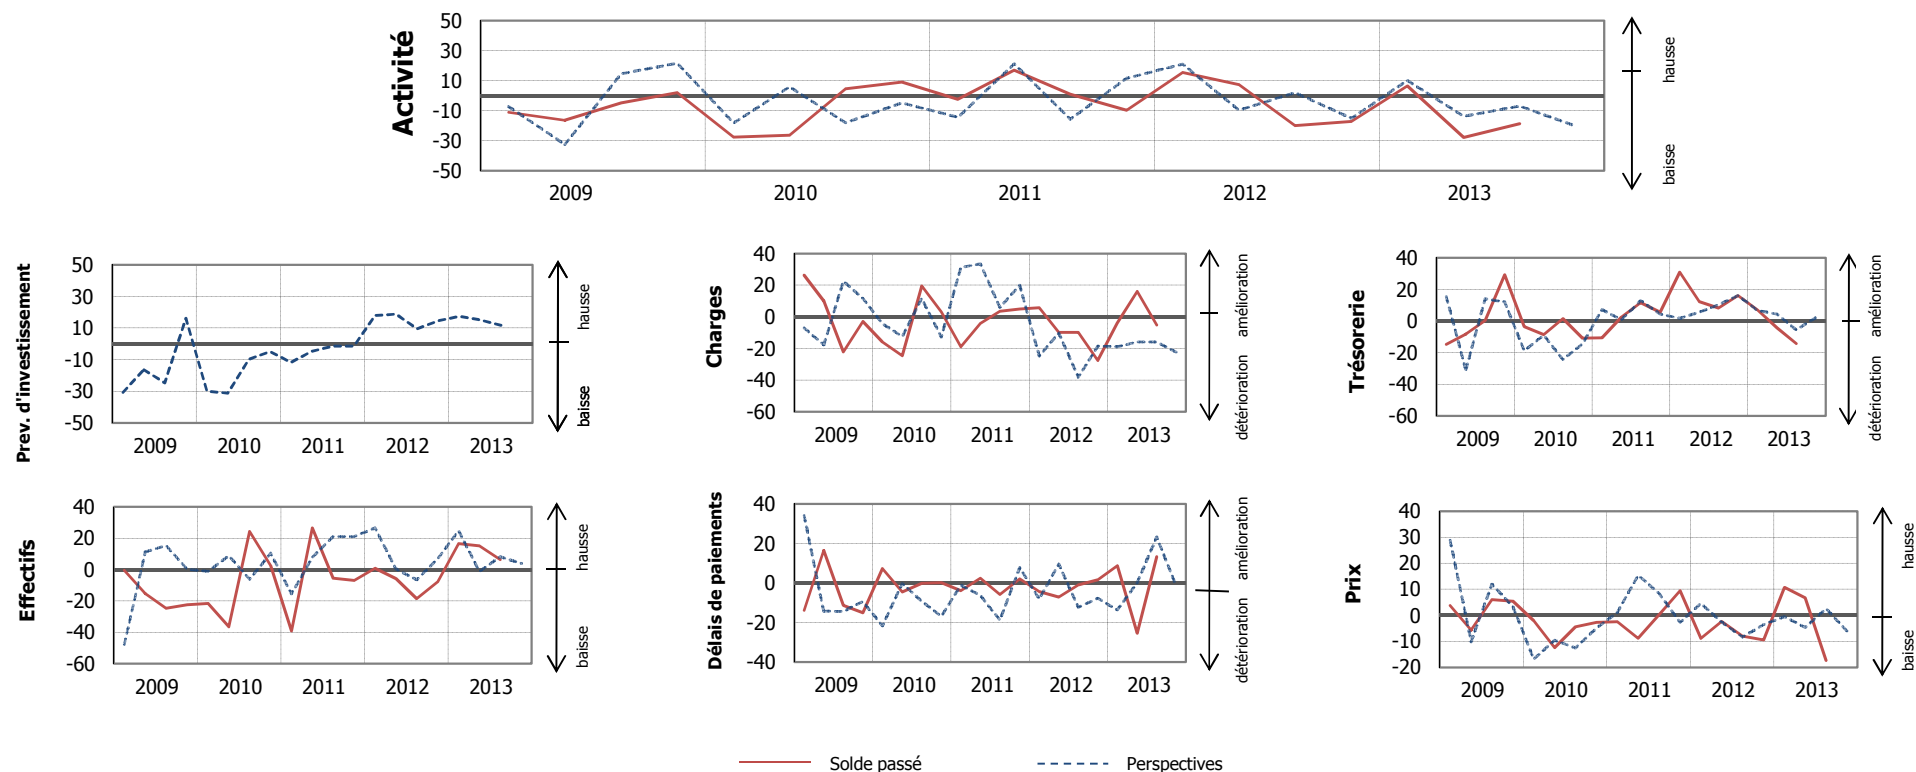 Activité
50
30
10
-10
-30
-50
2009 2010 2011 2012 2013
hausse
baisse
Prev. d'investissement
50
30
10
-10
-30
-50
2009 2010 2011 2012 2013
hausse
baisse
Charges
40
20
0
-20
-40
-60
2009 2010 2011 2012 2013
amélioration
détérioration
Trésorerie
40
20
0
-20
-40
-60
2009 2010 2011 2012 2013
amélioration
détérioration
Effectifs
40
20
0
-20
-40
-60
2009 2010 2011 2012 2013
hausse
baisse
Délais de paiements
40
20
0
-20
-40
2009 2010 2011 2012 2013
amélioration
détérioration
Prix
40
30
20
10
0
-10
-20
2009 2010 2011 2012 2013
hausse
baisse
Solde passé Perspectives